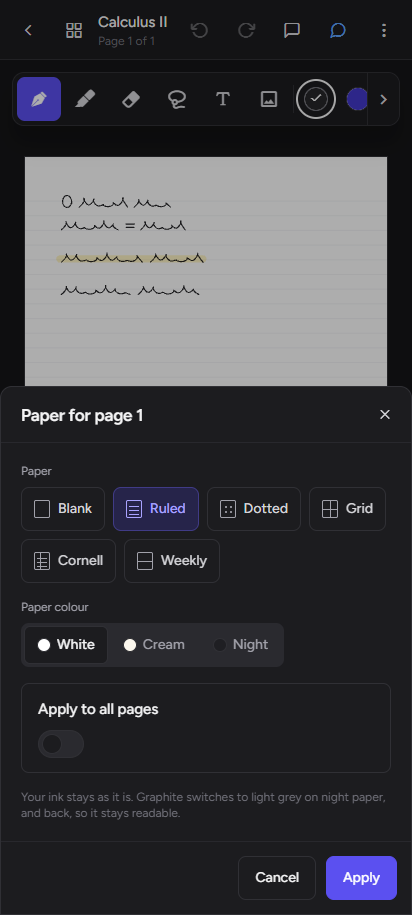 Calculus II
Page 1 of 1
T
Paper for page 1
Paper
Blank
Ruled
Dotted
Grid
Cornell
Weekly
Paper colour
White
Cream
Night
Apply to all pages
Your ink stays as it is. Graphite switches to light grey on night paper,
and back, so it stays readable.
Cancel
Apply